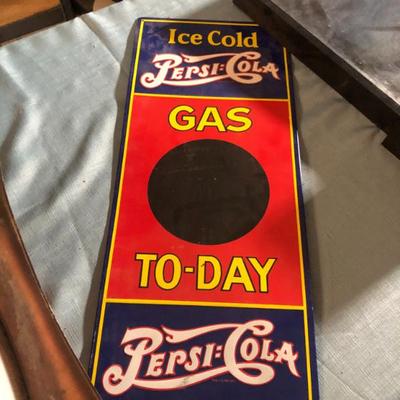 Ice Cold
PEPSI:COLA
GAS
TO-DAY
PEPSI:COLA